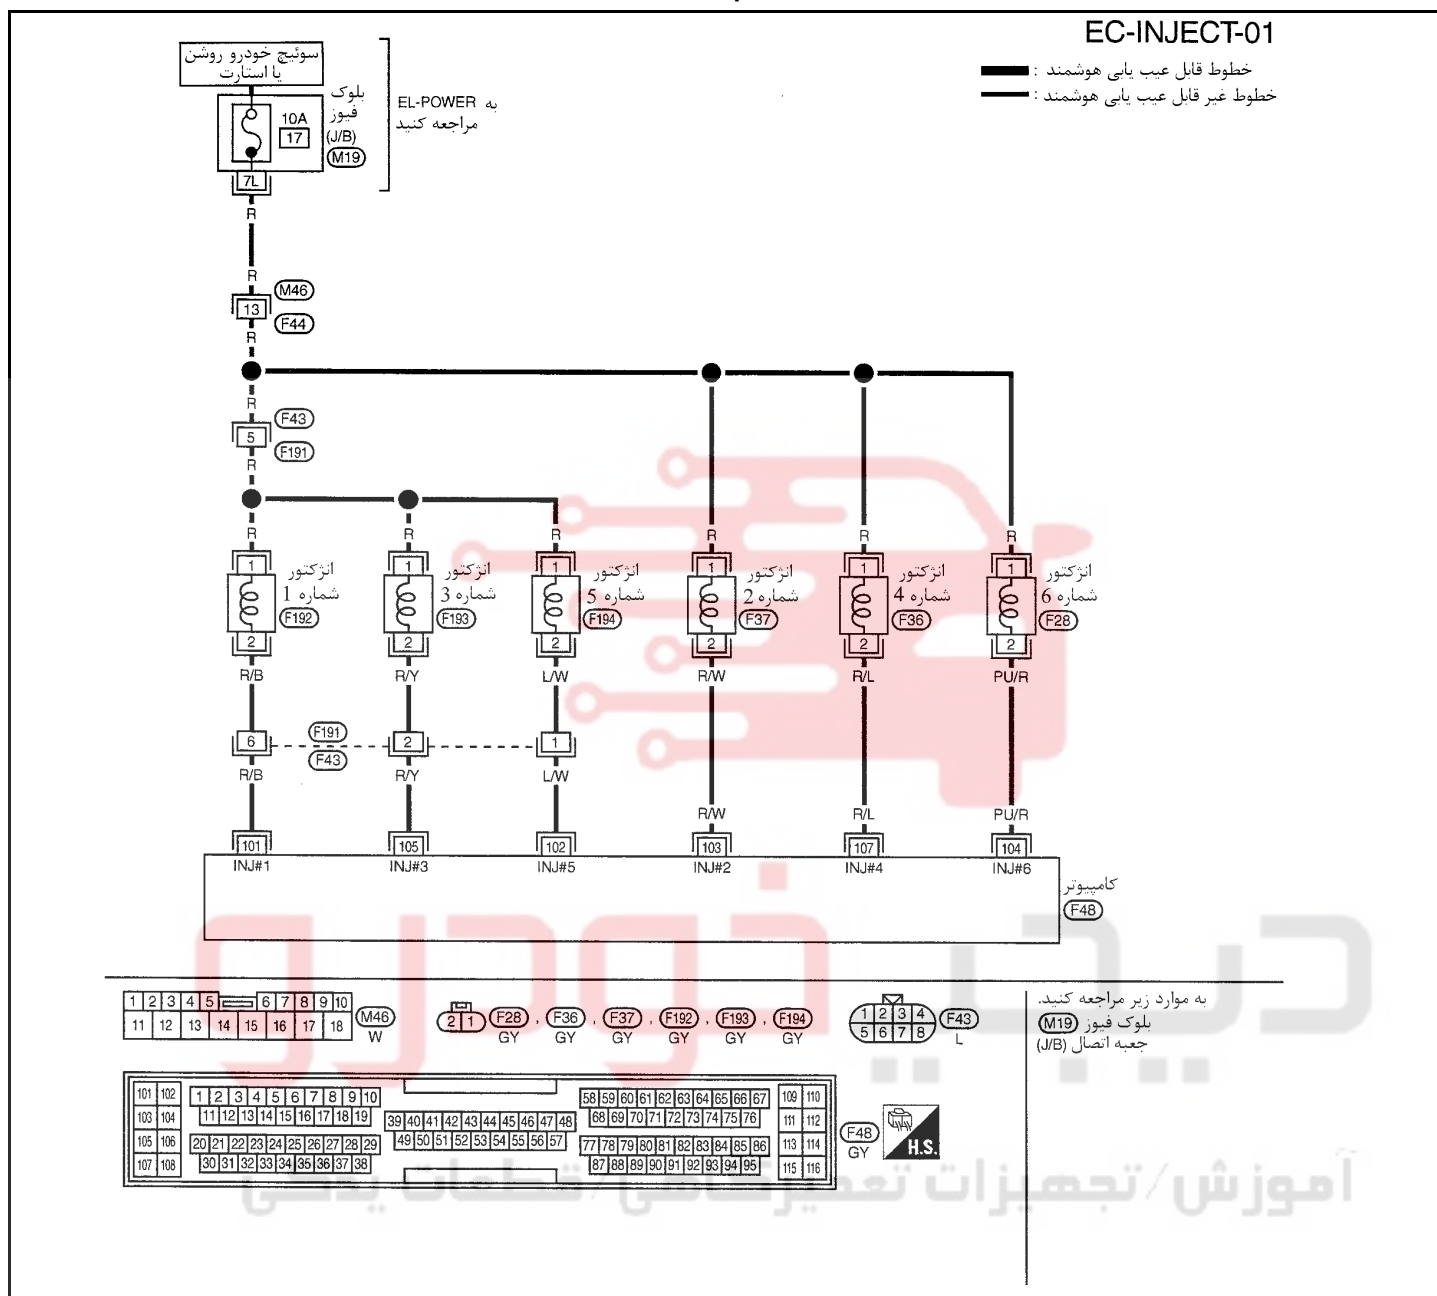 EC-INJECT-01
خطوط قابل عیب یابی هوشمند :
خطوط غیر قابل عیب یابی هوشمند :
سوئیچ خودرو روشن
یا استارت
بلوک
فیوز
(J/B)
M19
10A
17
به EL-POWER
مراجعه کنید
7L
R
R
M46
13
F44
R
R
F43
5
F191
R
R R R R R R
1 1 1 1 1 1
انژکتور
شماره 1
F192
انژکتور
شماره 3
F193
انژکتور
شماره 5
F194
انژکتور
شماره 2
F37
انژکتور
شماره 4
F36
انژکتور
شماره 6
F28
2 2 2 2 2 2
R/B R/Y L/W R/W R/L PU/R
F191
6 2 1
F43
R/B R/Y L/W
R/W R/L PU/R
101 105 102 103 107 104
INJ#1 INJ#3 INJ#5 INJ#2 INJ#4 INJ#6
کامپیوتر
F48
دیجی خودرو
1 2 3 4 5 6 7 8 9 10
11 12 13 14 15 16 17 18
M46
W
2 1
F28 , F36 , F37 , F192 , F193 , F194
GY GY GY GY GY GY
1 2 3 4
5 6 7 8
F43
L
به موارد زیر مراجعه کنید.
بلوک فیوز M19
جعبه اتصال (J/B)
101 102
103 104
105 106
107 108
1 2 3 4 5 6 7 8 9 10
11 12 13 14 15 16 17 18 19
20 21 22 23 24 25 26 27 28 29
30 31 32 33 34 35 36 37 38
39 40 41 42 43 44 45 46 47 48
49 50 51 52 53 54 55 56 57
58 59 60 61 62 63 64 65 66 67
68 69 70 71 72 73 74 75 76
77 78 79 80 81 82 83 84 85 86
87 88 89 90 91 92 93 94 95
109 110
111 112
113 114
115 116
F48
GY
H.S.
آموزش/تجهیزات تعمیرگاهی/قطعات یدکی